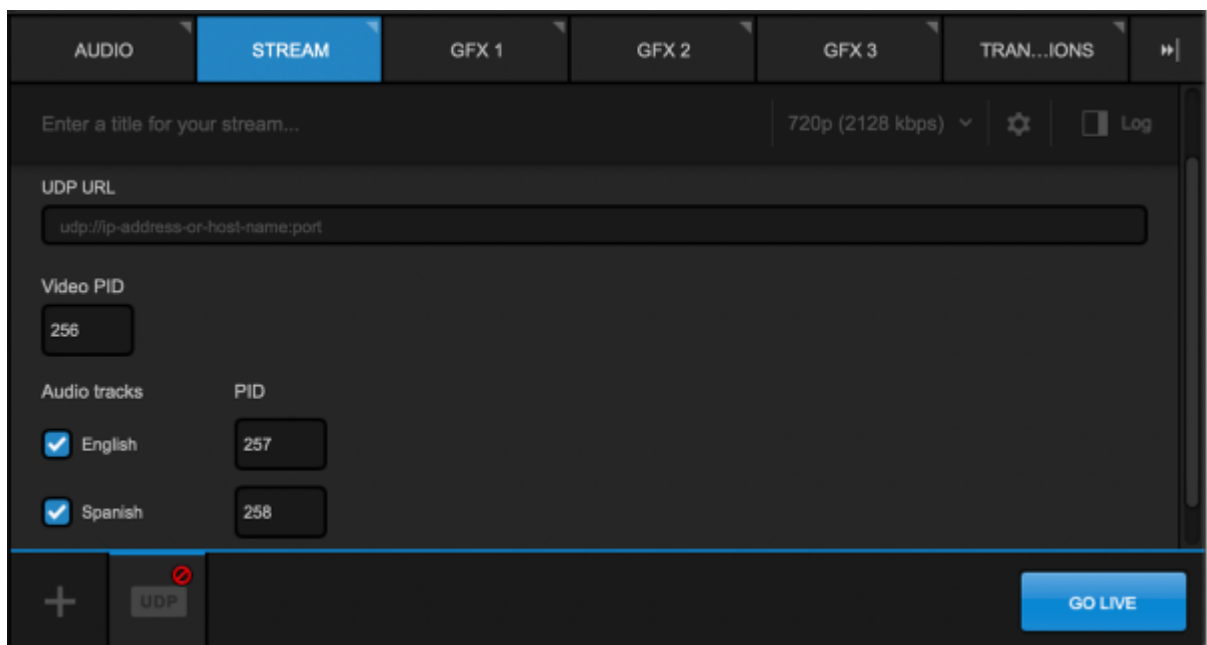 AUDIO STREAM GFX 1 GFX 2 GFX 3 TRAN...IONS
Enter a title for your stream... 720p (2128 kbps) Log
UDP URL
udp://ip-address-or-host-name:port
Video PID
256
Audio tracks PID
English 257
Spanish 258
UDP GO LIVE